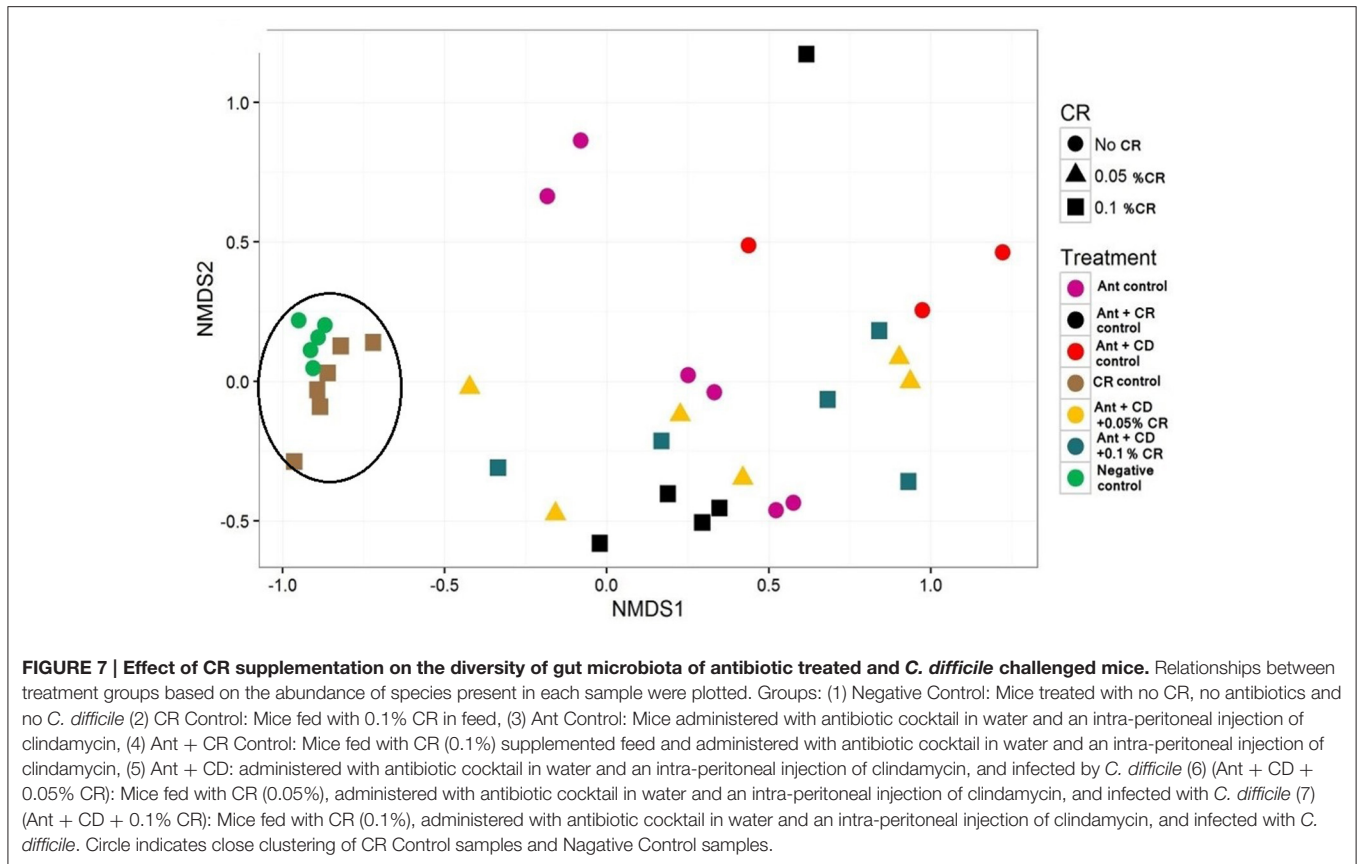 1.0
0.5
0.0
-0.5
NMDS2
-1.0 -0.5 0.0 0.5 1.0
NMDS1
CR
No CR
0.05 %CR
0.1 %CR
Treatment
Ant control
Ant + CR
control
Ant + CD
control
CR control
Ant + CD
+0.05% CR
Ant + CD
+0.1 % CR
Negative
control
FIGURE 7 | Effect of CR supplementation on the diversity of gut microbiota of antibiotic treated and C. difficile challenged mice. Relationships between
treatment groups based on the abundance of species present in each sample were plotted. Groups: (1) Negative Control: Mice treated with no CR, no antibiotics and
no C. difficile (2) CR Control: Mice fed with 0.1% CR in feed, (3) Ant Control: Mice administered with antibiotic cocktail in water and an intra-peritoneal injection of
clindamycin, (4) Ant + CR Control: Mice fed with CR (0.1%) supplemented feed and administered with antibiotic cocktail in water and an intra-peritoneal injection of
clindamycin, (5) Ant + CD: administered with antibiotic cocktail in water and an intra-peritoneal injection of clindamycin, and infected by C. difficile (6) (Ant + CD +
0.05% CR): Mice fed with CR (0.05%), administered with antibiotic cocktail in water and an intra-peritoneal injection of clindamycin, and infected with C. difficile (7)
(Ant + CD + 0.1% CR): Mice fed with CR (0.1%), administered with antibiotic cocktail in water and an intra-peritoneal injection of clindamycin, and infected with C.
difficile. Circle indicates close clustering of CR Control samples and Nagative Control samples.